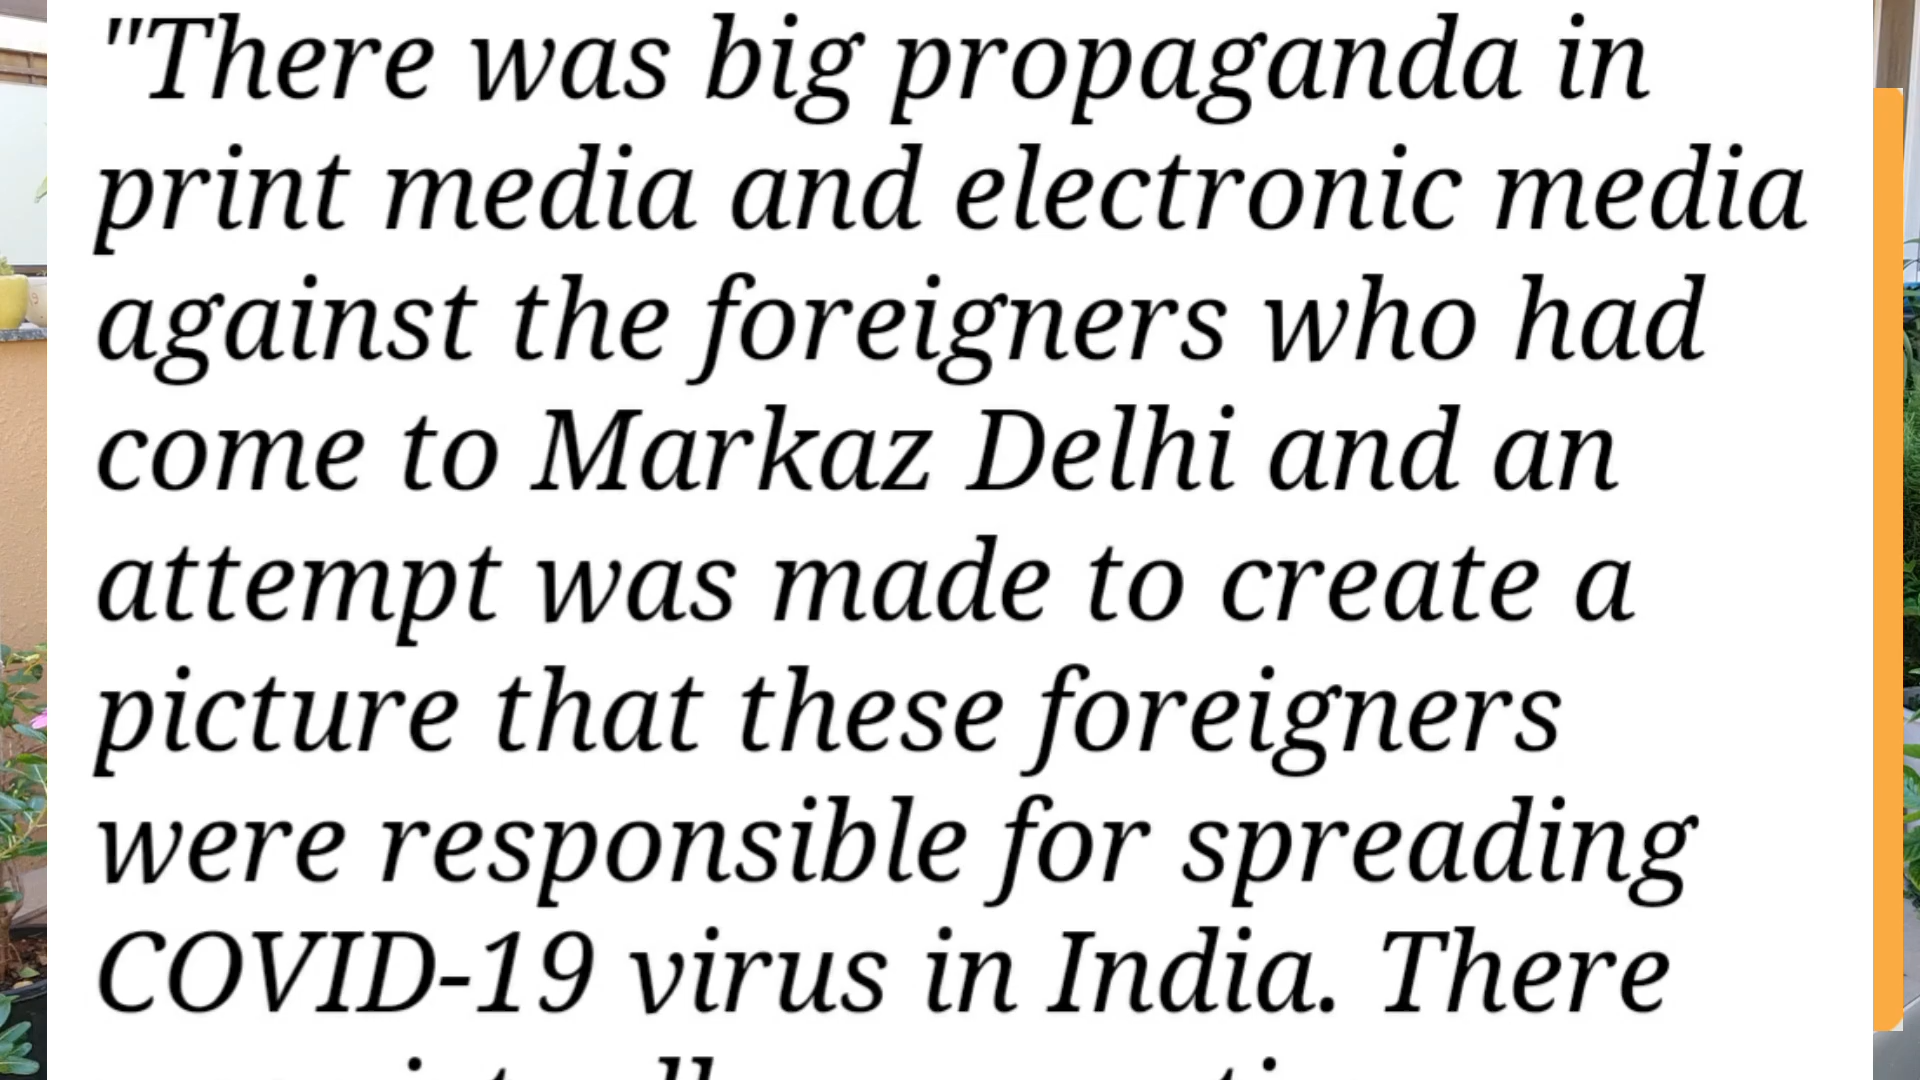 "There was big propaganda in
print media and electronic media
against the foreigners who had
come to Markaz Delhi and an
attempt was made to create a
picture that these foreigners
were responsible for spreading
COVID-19 virus in India. There